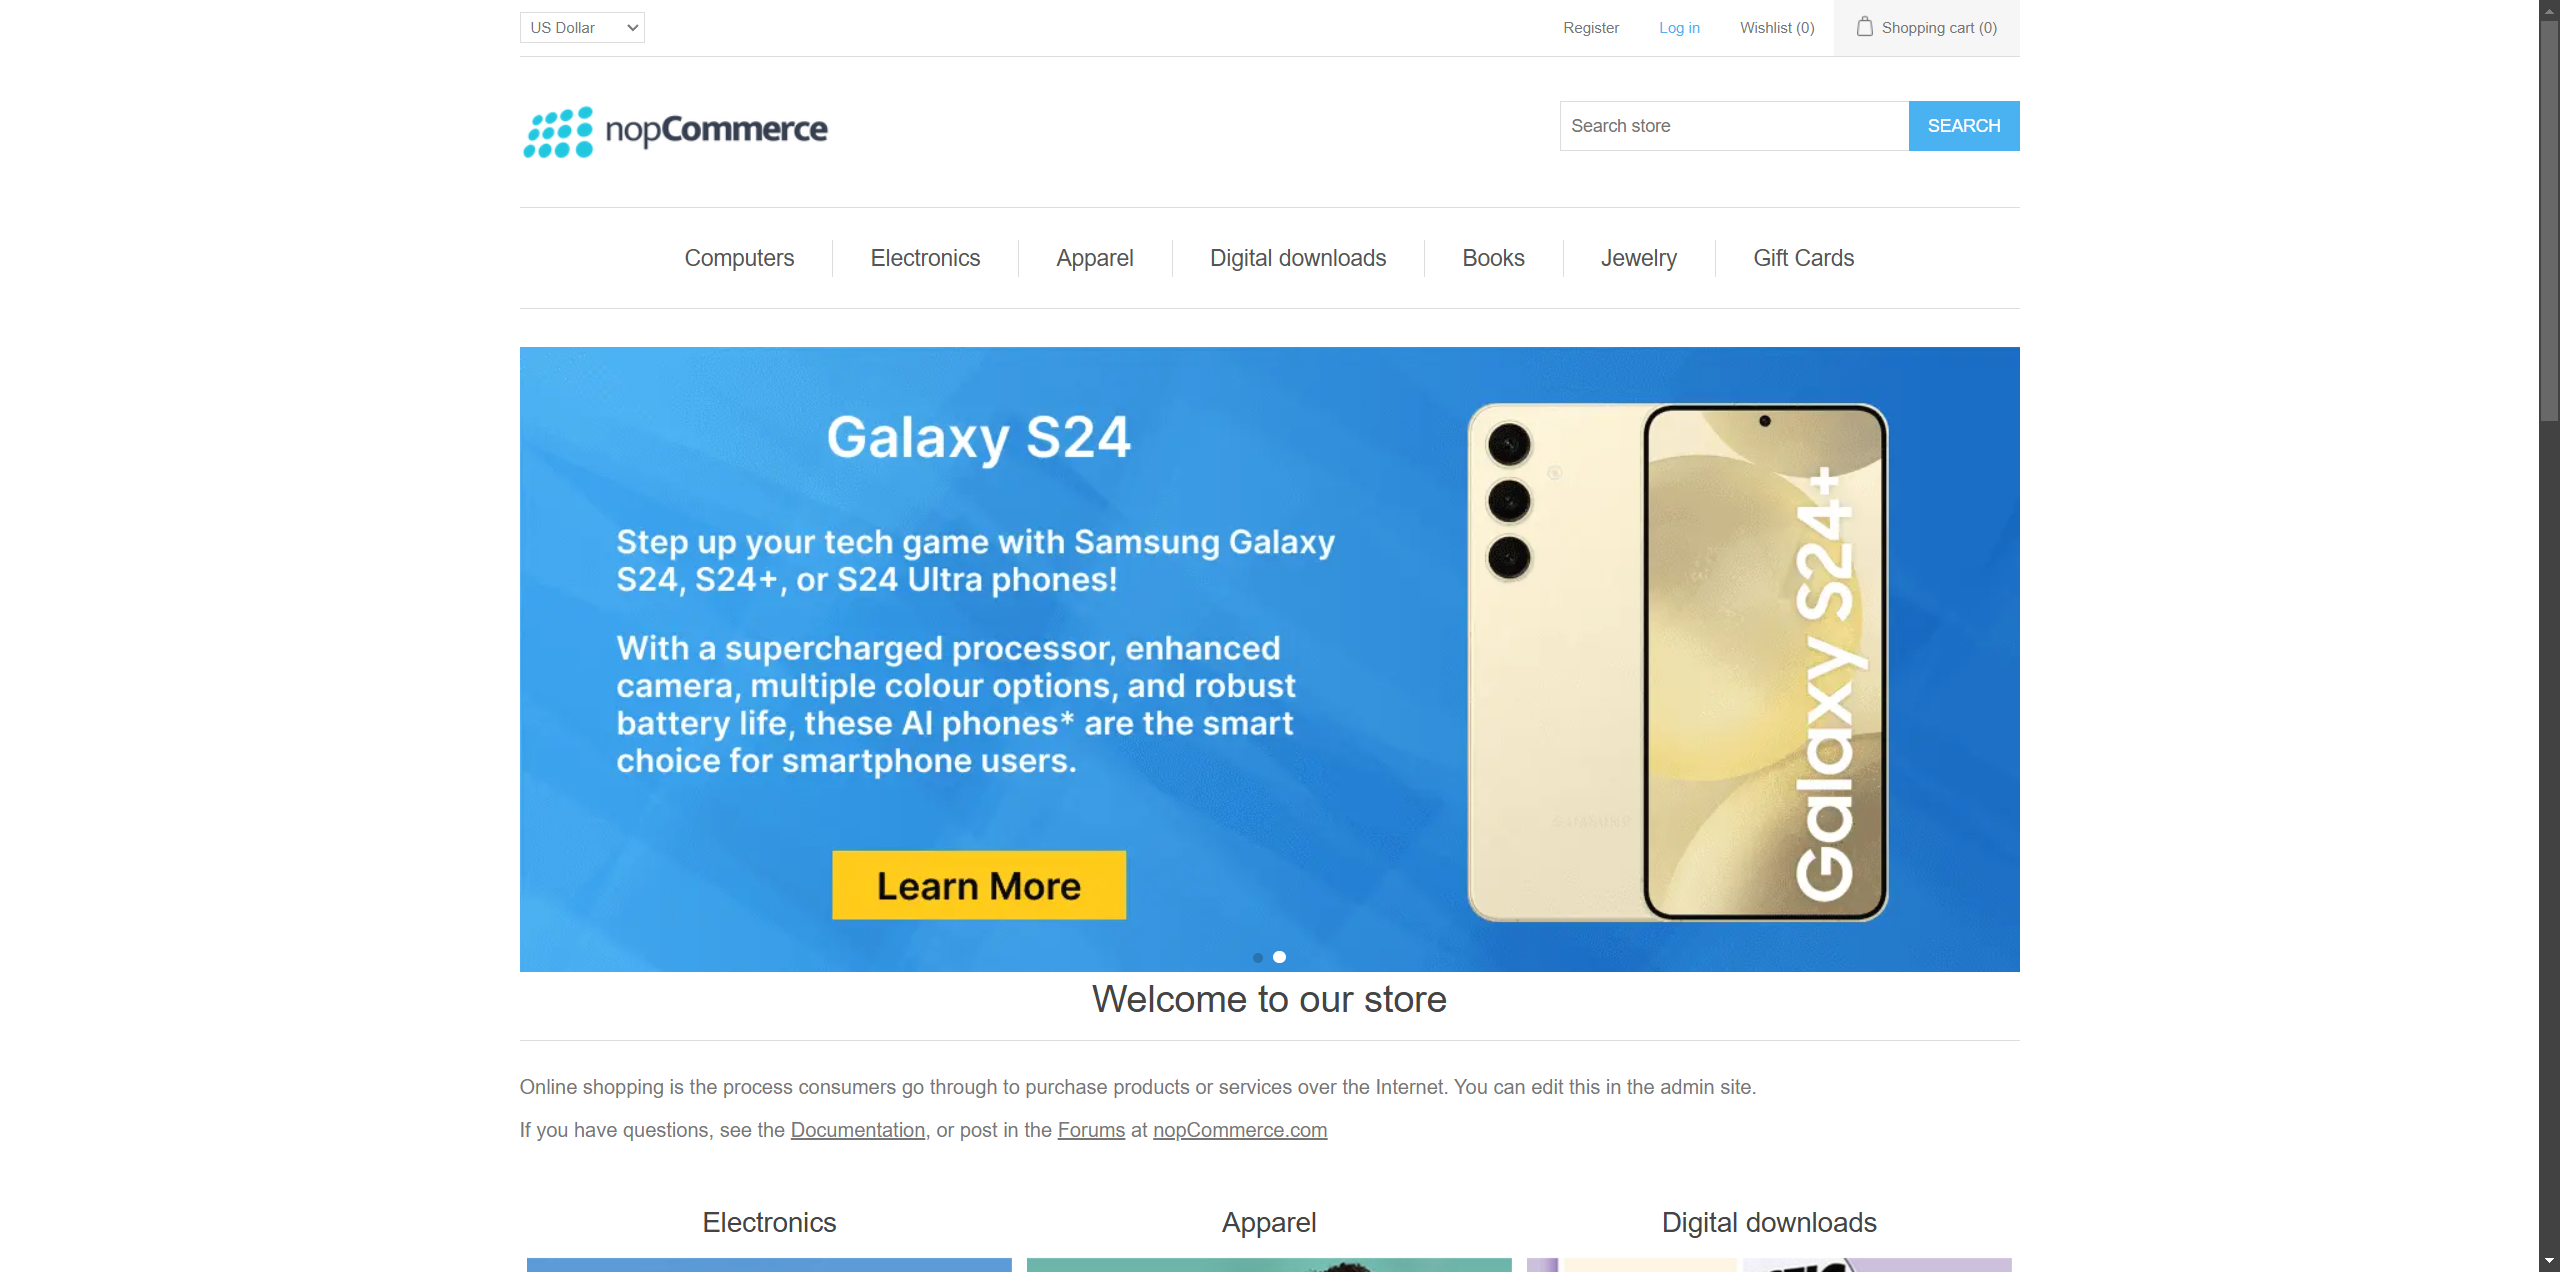 US Dollar
Register
Log in
Wishlist (0)
Shopping cart (0)
nopCommerce
Search store
SEARCH
Computers
Electronics
Apparel
Digital downloads
Books
Jewelry
Gift Cards
Galaxy S24
Step up your tech game with Samsung Galaxy
S24, S24+, or S24 Ultra phones!
With a supercharged processor, enhanced
camera, multiple colour options, and robust
battery life, these AI phones* are the smart
choice for smartphone users.
Learn More
SAMSUNG
Galaxy S24+
Welcome to our store
Online shopping is the process consumers go through to purchase products or services over the Internet. You can edit this in the admin site.
If you have questions, see the Documentation, or post in the Forums at nopCommerce.com
Electronics
Apparel
Digital downloads